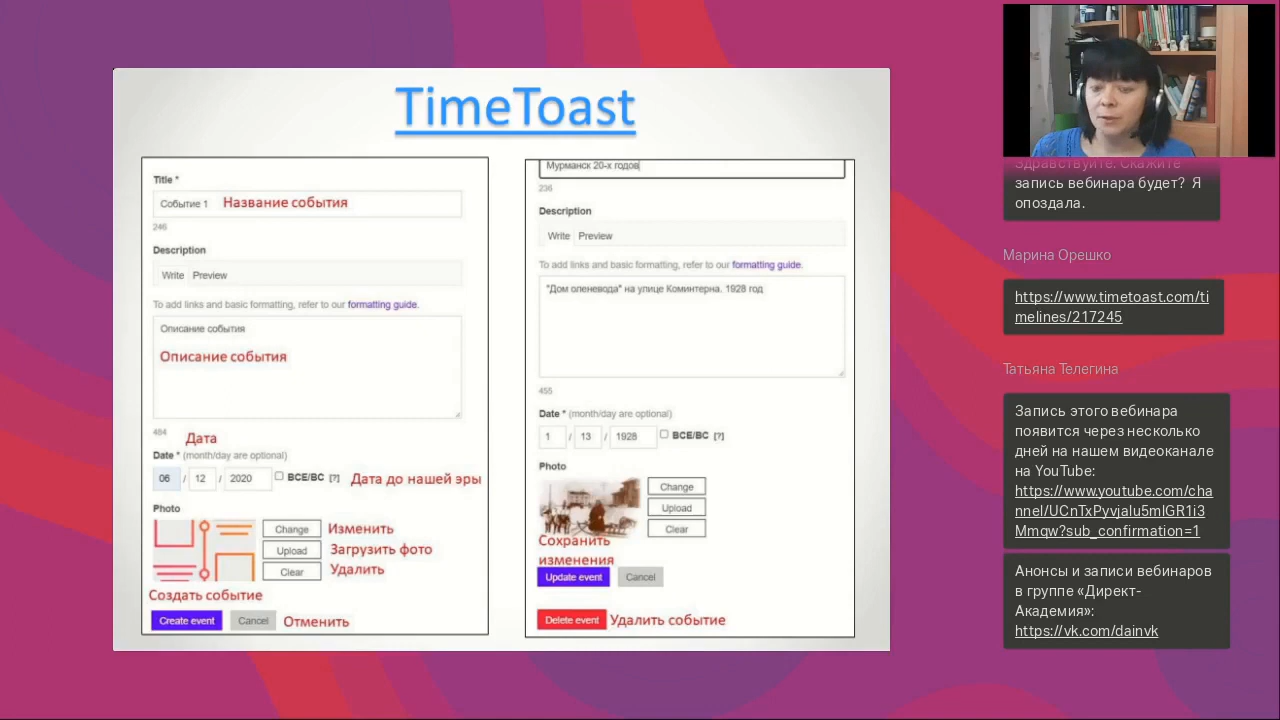 TimeToast
Title *
Событие 1 Название события
246
Description
Write Preview
To add links and basic formatting, refer to our formatting guide.
Описание события
Описание события
484
Дата
Date * (month/day are optional)
06 / 12 / 2020 BCE/BC [?] Дата до нашей эры
Photo
Change Изменить
Upload Загрузить фото
Clear Удалить
Создать событие
Create event Cancel Отменить
Мурманск 20-х годов
236
Description
Write Preview
To add links and basic formatting, refer to our formatting guide.
"Дом оленевода" на улице Коминтерна. 1928 год
455
Date * (month/day are optional)
1 / 13 / 1928 BCE/BC [?]
Photo
Change
Upload
Clear
Сохранить
изменения
Update event Cancel
Delete event Удалить событие
Здравствуйте. Скажите
запись вебинара будет? Я
опоздала.
Марина Орешко
https://www.timetoast.com/ti
melines/217245
Татьяна Телегина
Запись этого вебинара
появится через несколько
дней на нашем видеоканале
на YouTube:
https://www.youtube.com/cha
nnel/UCnTxPyvjaIu5mIGR1i3
Mmqw?sub_confirmation=1
Анонсы и записи вебинаров
в группе «Директ-
Академия»:
https://vk.com/dainvk